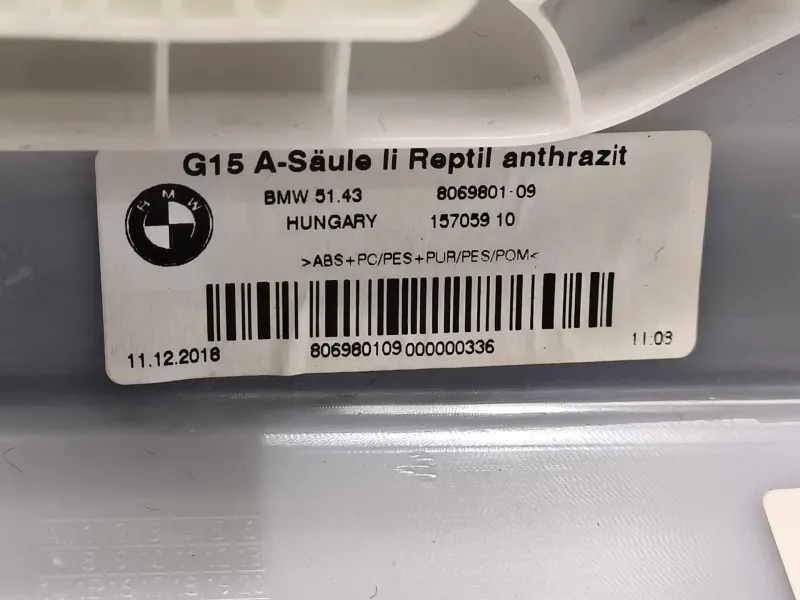 G15 A-Säule li Reptil anthrazit
BMW 51.43 8069801-09
HUNGARY 157059 10
BMW
>ABS+PC/PES+PUR/PES/POM<
11.12.2018 806980109 000000336 11:03